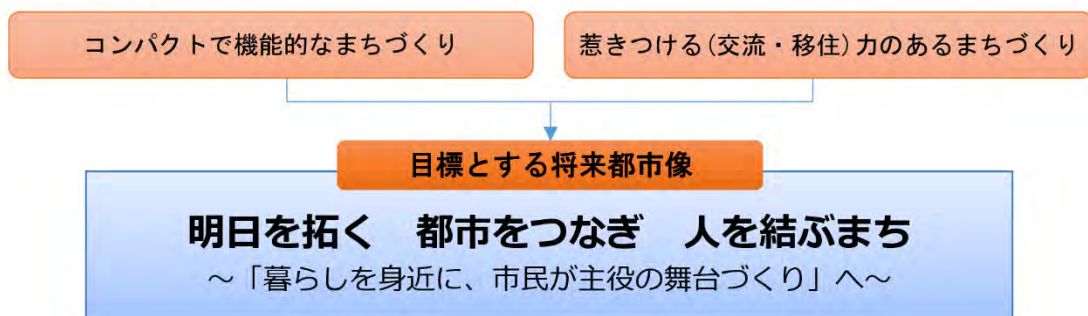 コンパクトで機能的なまちづくり
惹きつける(交流・移住)力のあるまちづくり
目標とする将来都市像
明日を拓く　都市をつなぎ　人を結ぶまち
～「暮らしを身近に、市民が主役の舞台づくり」へ～